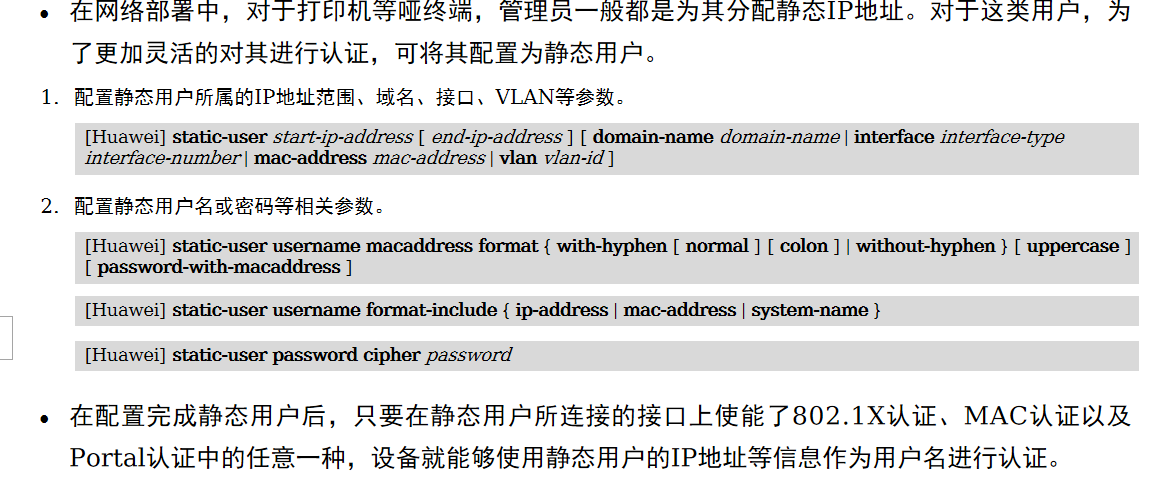 ● 在网络部署中，对于打印机等哑终端，管理员一般都是为其分配静态IP地址。对于这类用户，为
了更加灵活的对其进行认证，可将其配置为静态用户。
1. 配置静态用户所属的IP地址范围、域名、接口、VLAN等参数。
[Huawei] static-user start-ip-address [ end-ip-address ] [ domain-name domain-name | interface interface-type
interface-number | mac-address mac-address | vlan vlan-id ]
2. 配置静态用户名或密码等相关参数。
[Huawei] static-user username macaddress format { with-hyphen [ normal ] [ colon ] | without-hyphen } [ uppercase ]
[ password-with-macaddress ]
[Huawei] static-user username format-include { ip-address | mac-address | system-name }
[Huawei] static-user password cipher password
● 在配置完成静态用户后，只要在静态用户所连接的接口上使能了802.1X认证、MAC认证以及
Portal认证中的任意一种，设备就能够使用静态用户的IP地址等信息作为用户名进行认证。